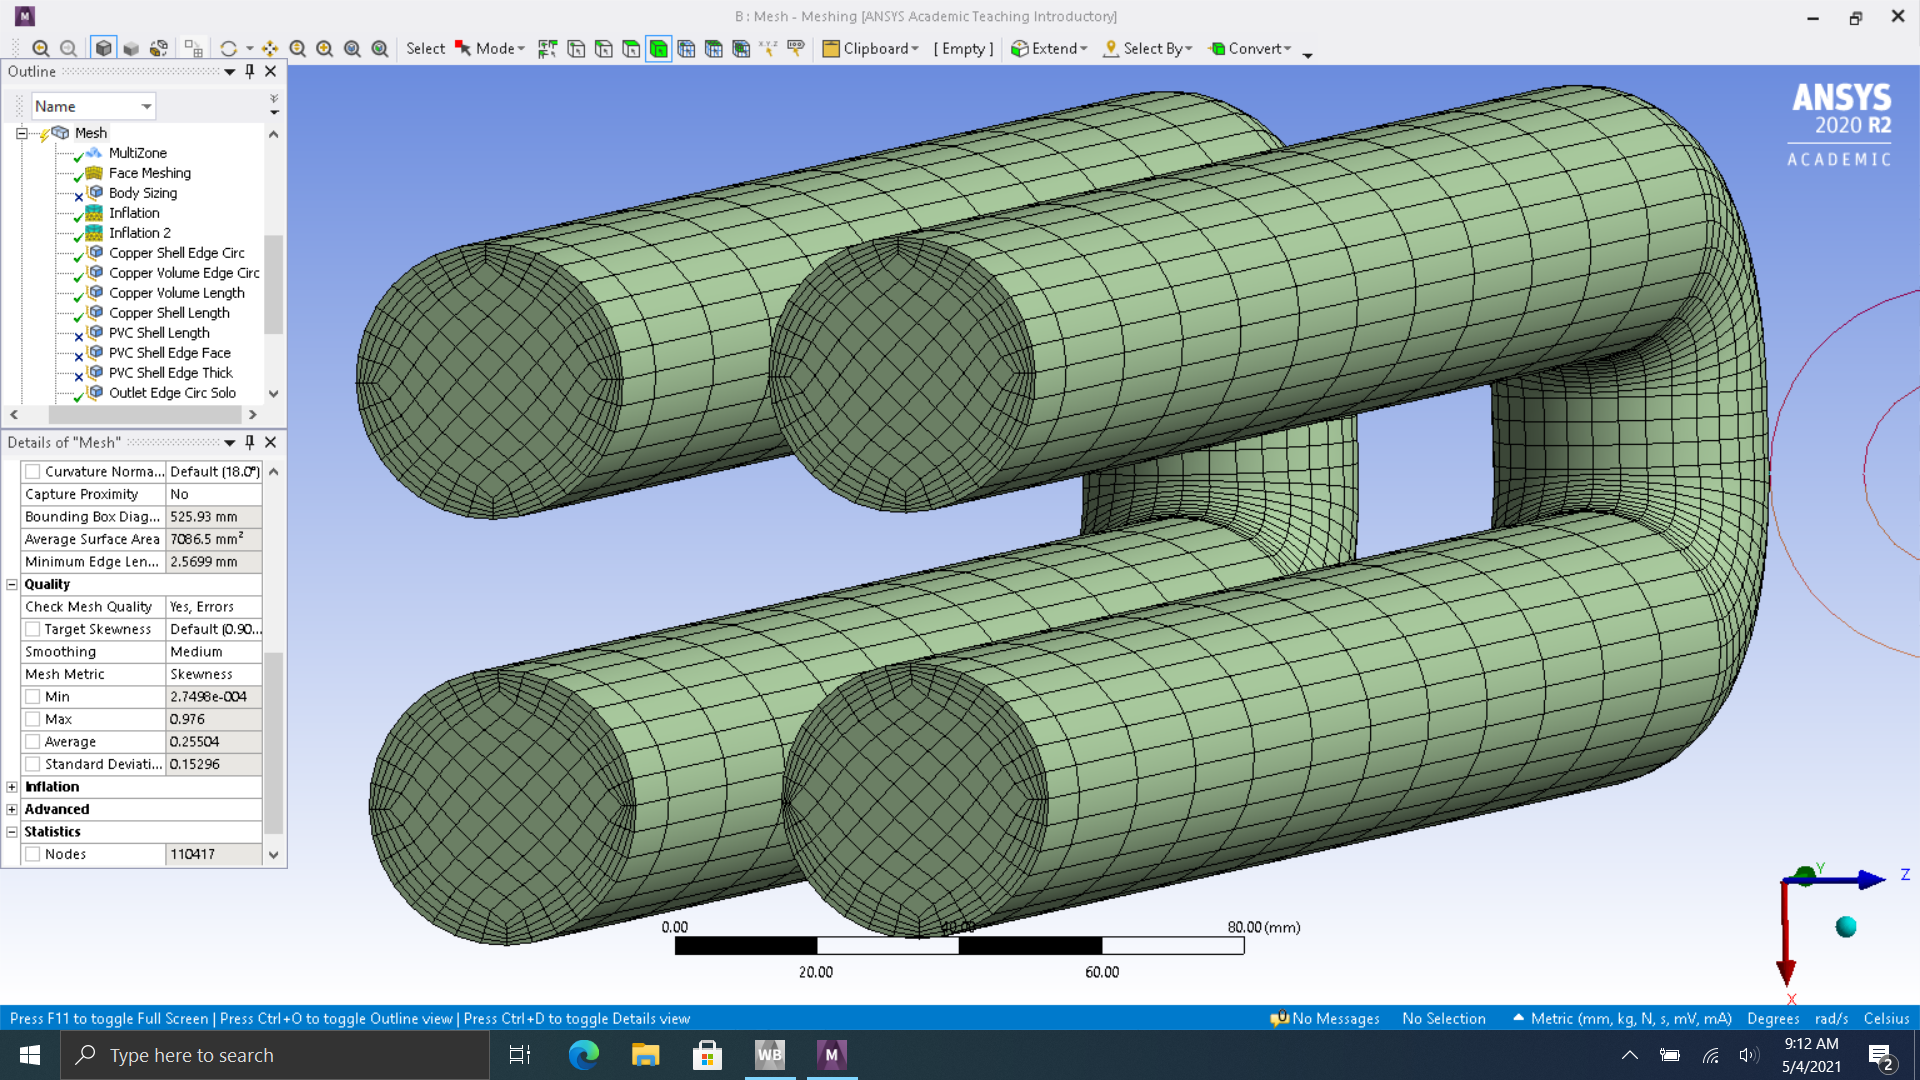 B : Mesh - Meshing [ANSYS Academic Teaching Introductory]
Select Mode Clipboard [ Empty ] Extend Select By Convert
Outline
Name
Mesh
MultiZone
Face Meshing
Body Sizing
Inflation
Inflation 2
Copper Shell Edge Circ
Copper Volume Edge Circ
Copper Volume Length
Copper Shell Length
PVC Shell Length
PVC Shell Edge Face
PVC Shell Edge Thick
Outlet Edge Circ Solo
Details of "Mesh"
Curvature Norma... Default (18.0°)
Capture Proximity No
Bounding Box Diag... 525.93 mm
Average Surface Area 7086.5 mm²
Minimum Edge Len... 2.5699 mm
Quality
Check Mesh Quality Yes, Errors
Target Skewness Default (0.90...
Smoothing Medium
Mesh Metric Skewness
Min 2.7498e-004
Max 0.976
Average 0.25504
Standard Deviati... 0.15296
Inflation
Advanced
Statistics
Nodes 110417
ANSYS
2020 R2
ACADEMIC
0.00 40.00 80.00 (mm)
20.00 60.00
Y
Z
X
Press F11 to toggle Full Screen | Press Ctrl+O to toggle Outline view | Press Ctrl+D to toggle Details view
0 No Messages No Selection Metric (mm, kg, N, s, mV, mA) Degrees rad/s Celsius
Type here to search
WB
M
9:12 AM
5/4/2021
2